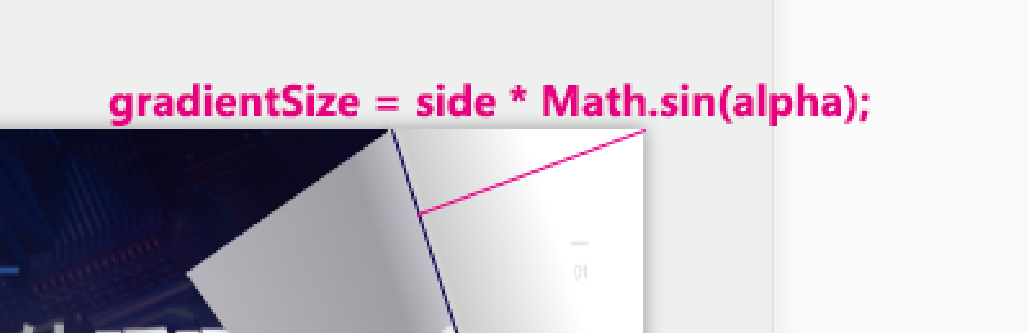 gradientSize = side * Math.sin(alpha);
01